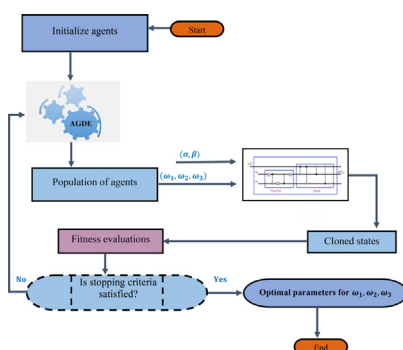 Initialize agents
Start
AGDE
(α, β)
Population of agents
(ω₁, ω₂, ω₃)
Cloned states
Fitness evaluations
No
Is stopping criteria
satisfied?
Yes
Optimal parameters for ω₁, ω₂, ω₃
End